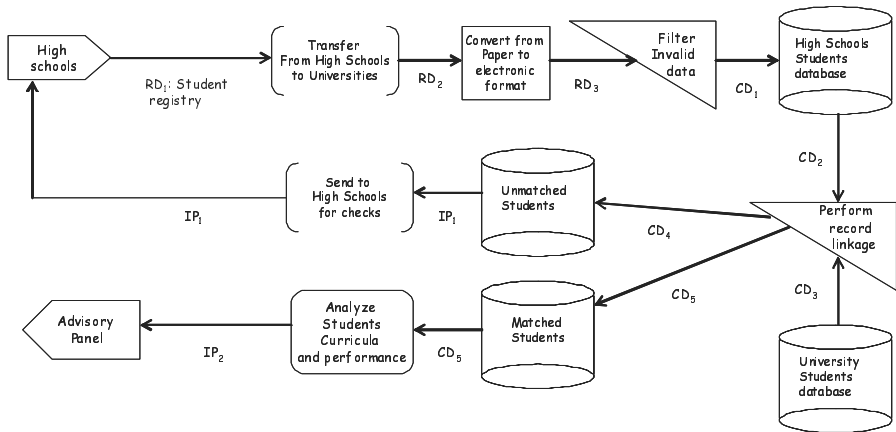 High
schools
RD1: Student
registry
Transfer
From High Schools
to Universities
RD2
Convert from
Paper to
electronic
format
RD3
Filter
Invalid
data
CD1
High Schools
Students
database
CD2
IP1
Send to
High Schools
for checks
IP1
Unmatched
Students
CD4
Perform
record
linkage
CD5
CD3
Advisory
Panel
IP2
Analyze
Students
Curricula
and performance
CD5
Matched
Students
University
Students
database